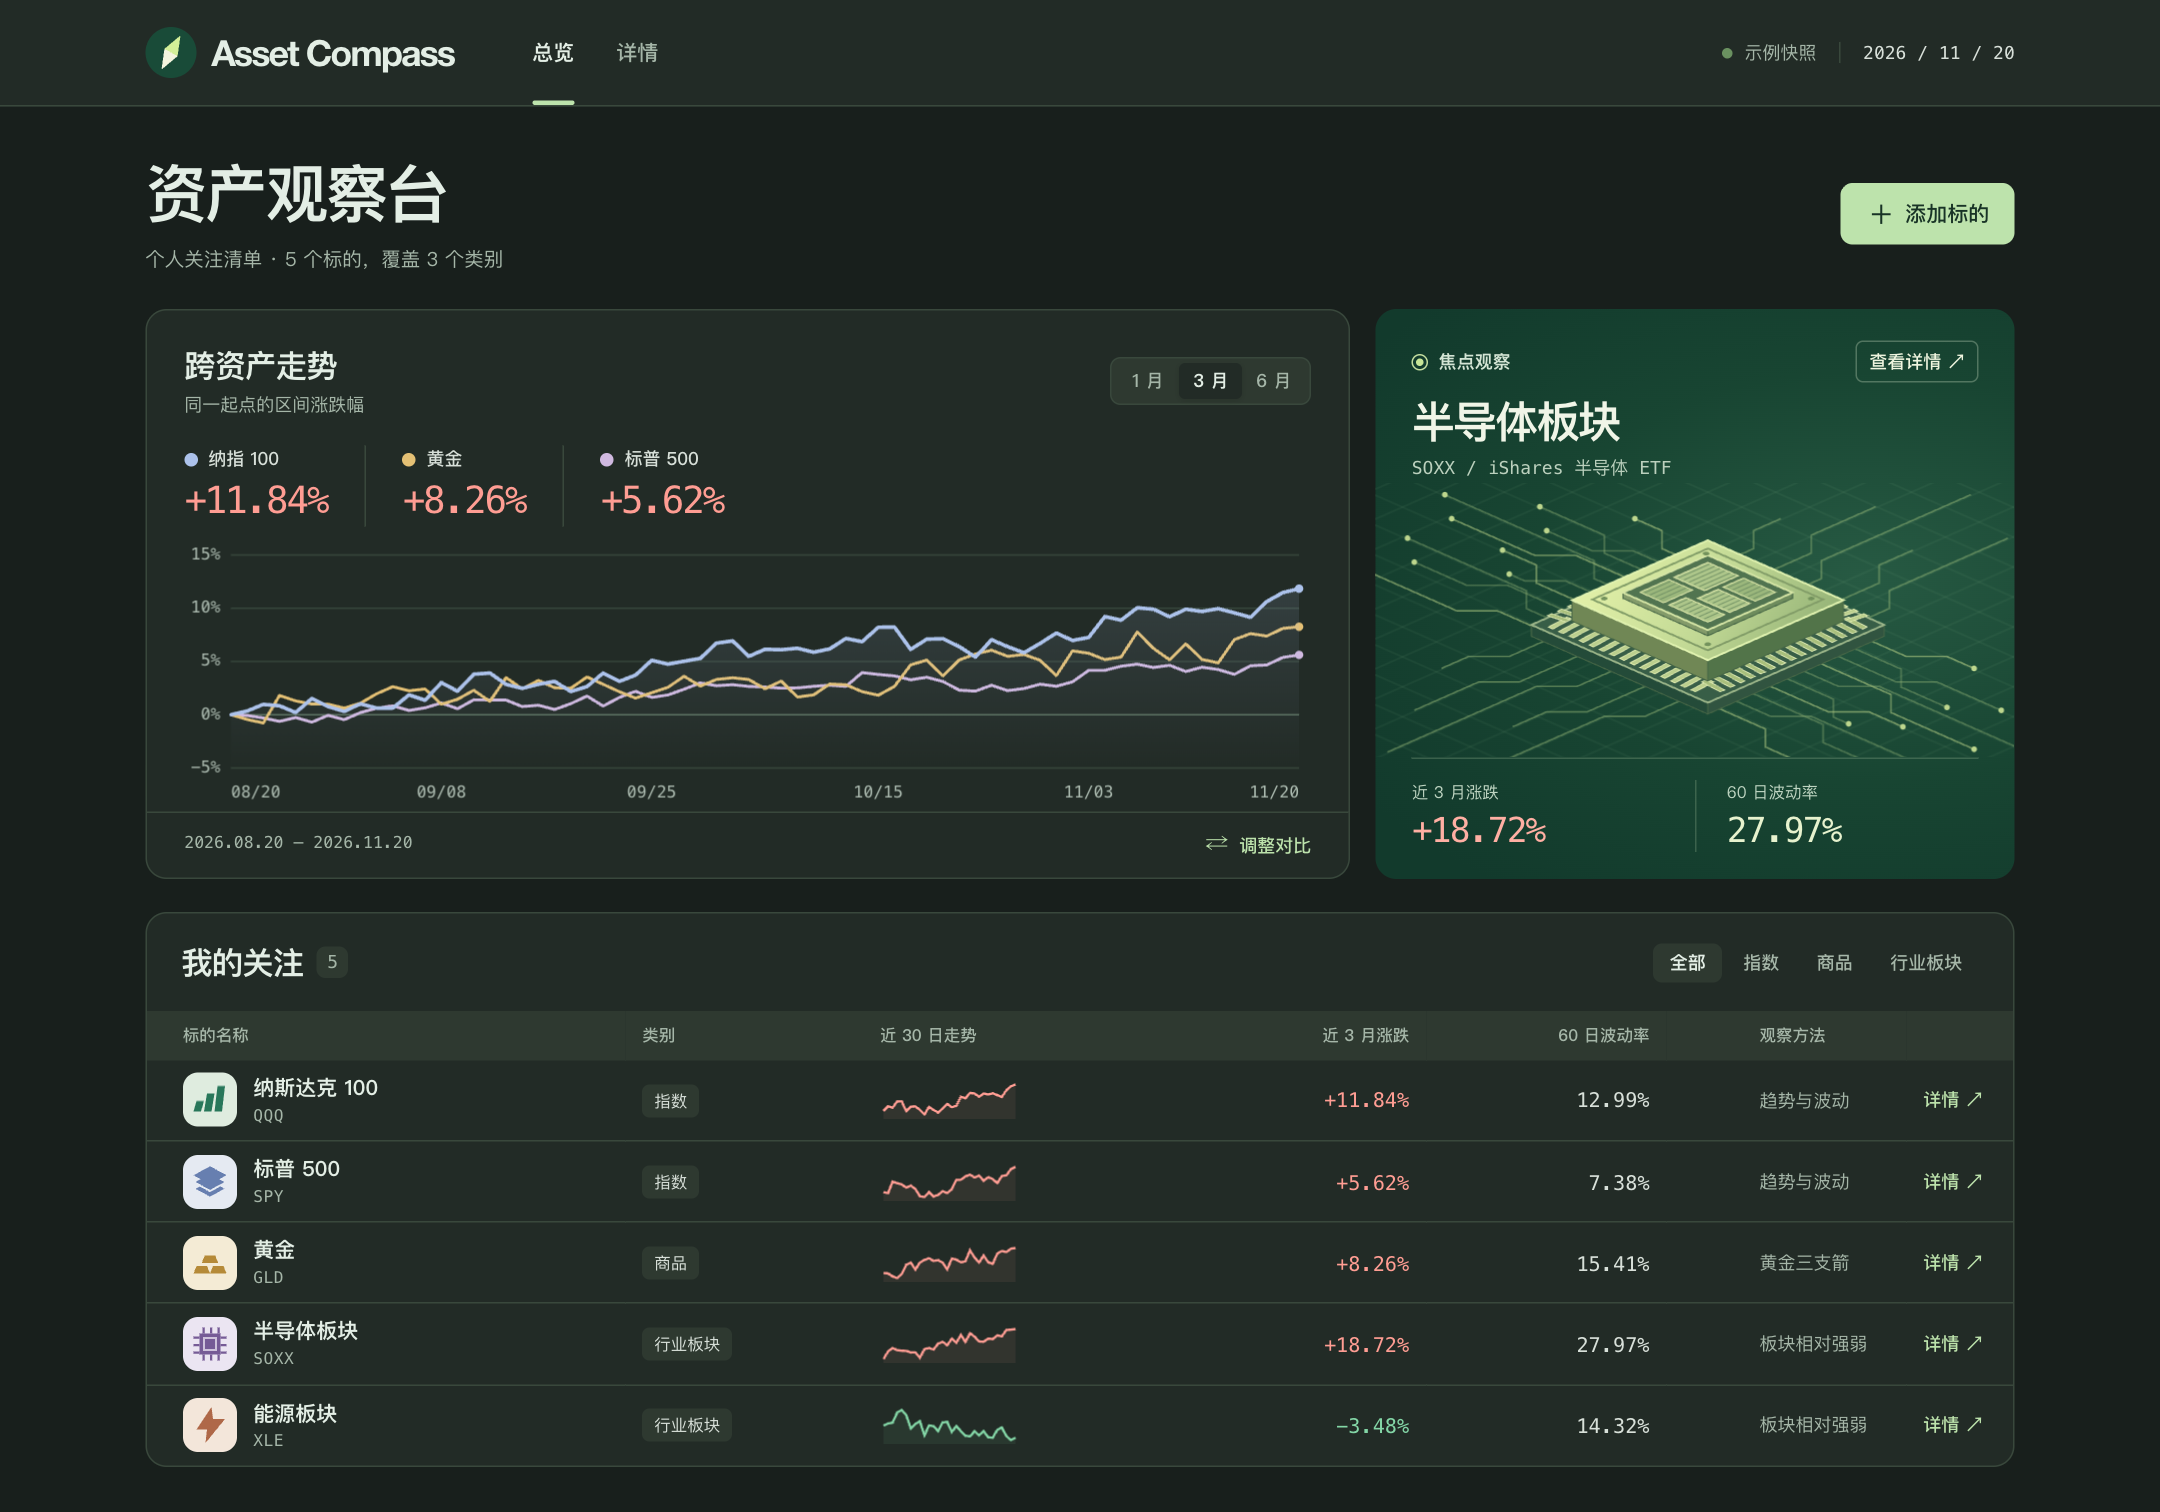 Asset Compass
总览
详情
示例快照
2026 / 11 / 20
资产观察台
个人关注清单 · 5 个标的，覆盖 3 个类别
添加标的
跨资产走势
同一起点的区间涨跌幅
1 月
3 月
6 月
纳指 100
+11.84%
黄金
+8.26%
标普 500
+5.62%
15%
10%
5%
0%
−5%
08/20
09/08
09/25
10/15
11/03
11/20
2026.08.20 — 2026.11.20
调整对比
焦点观察
查看详情 ↗
半导体板块
SOXX / iShares 半导体 ETF
近 3 月涨跌
+18.72%
60 日波动率
27.97%
我的关注 5
全部
指数
商品
行业板块
标的名称 类别 近 30 日走势 近 3 月涨跌 60 日波动率 观察方法
纳斯达克 100
QQQ
指数
+11.84%
12.99%
趋势与波动
详情 ↗
标普 500
SPY
指数
+5.62%
7.38%
趋势与波动
详情 ↗
黄金
GLD
商品
+8.26%
15.41%
黄金三支箭
详情 ↗
半导体板块
SOXX
行业板块
+18.72%
27.97%
板块相对强弱
详情 ↗
能源板块
XLE
行业板块
−3.48%
14.32%
板块相对强弱
详情 ↗